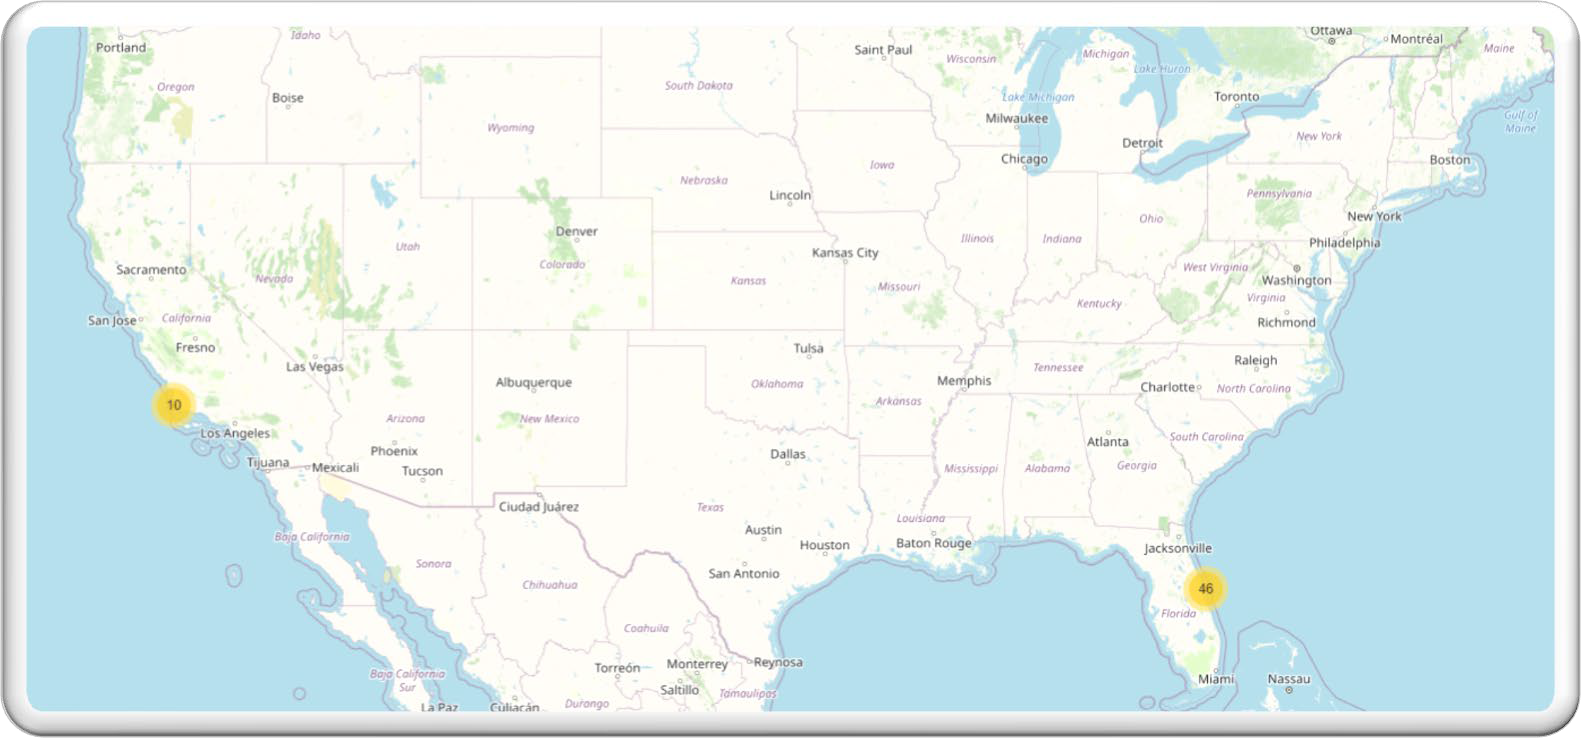 Ottawa
Montréal
Maine
Portland
Idaho
Saint Paul
Wisconsin
Michigan
Lake Huron
Oregon
Boise
South Dakota
Lake Michigan
Toronto
Gulf of
Maine
Wyoming
Milwaukee
New York
Detroit
Chicago
Boston
Iowa
Nebraska
Lincoln
Pennsylvania
New York
Ohio
Denver
Illinois
Indiana
Philadelphia
Utah
Kansas City
Sacramento
Nevada
Colorado
Kansas
Missouri
West Virginia
Washington
Virginia
Kentucky
San Jose
California
Richmond
Fresno
Tulsa
Las Vegas
Raleigh
Tennessee
Albuquerque
Oklahoma
Memphis
Charlotte
North Carolina
10
Arkansas
Arizona
New Mexico
Los Angeles
South Carolina
Atlanta
Phoenix
Dallas
Tijuana
Mexicali
Tucson
Mississippi
Alabama
Georgia
Ciudad Juárez
Texas
Louisiana
Austin
Baja California
Houston
Baton Rouge
Jacksonville
Sonora
San Antonio
Chihuahua
46
Florida
Coahuila
Torreón
Monterrey
Reynosa
Baja California
Sur
Saltillo
Tamaulipas
Miami
Nassau
La Paz
Culiacán
Durango